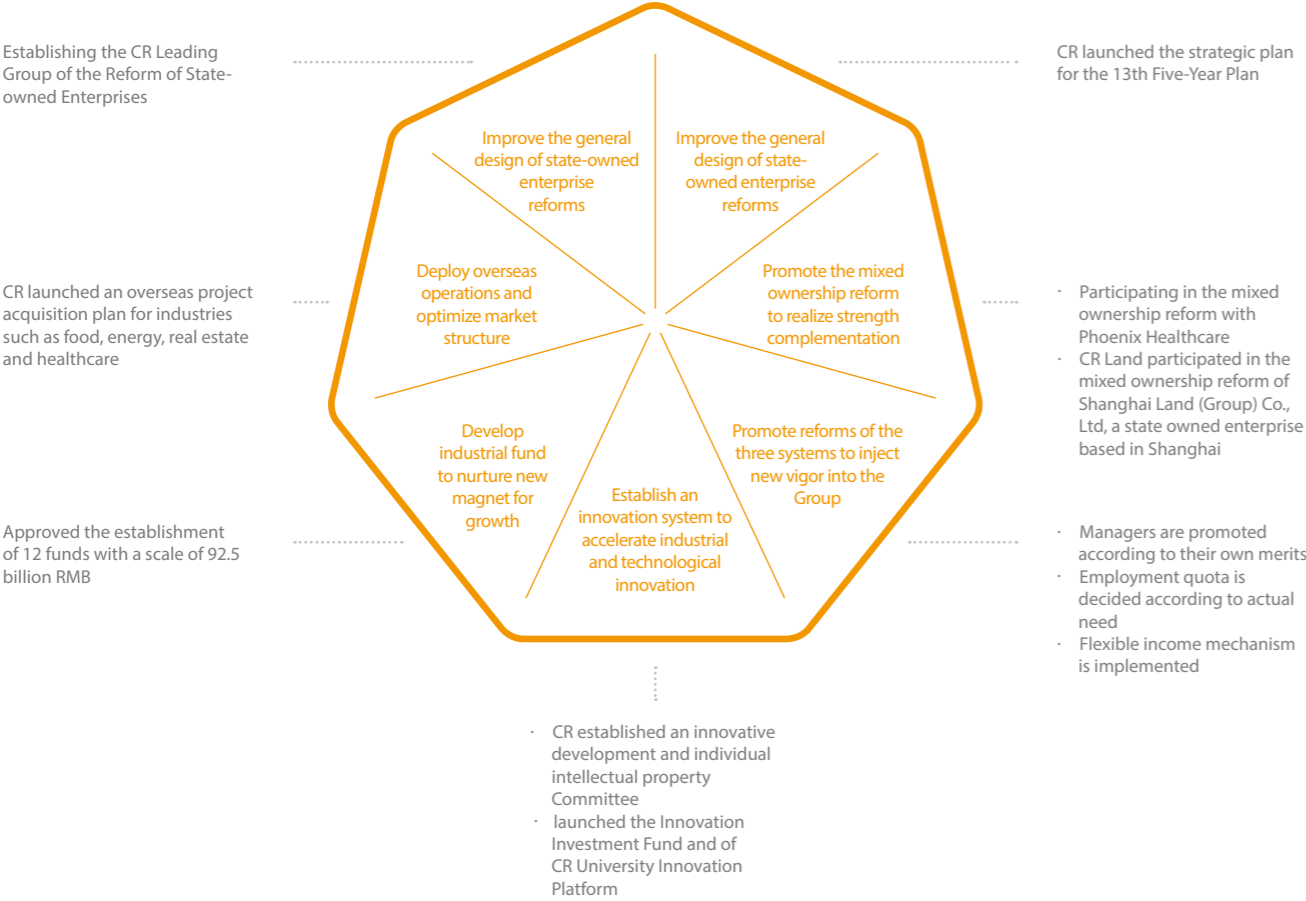 Establishing the CR Leading
Group of the Reform of State-
owned Enterprises
CR launched the strategic plan
for the 13th Five-Year Plan
Improve the general
design of state-owned
enterprise
reforms
Improve the general
design of state-
owned enterprise
reforms
CR launched an overseas project
acquisition plan for industries
such as food, energy, real estate
and healthcare
Deploy overseas
operations and
optimize market
structure
Promote the mixed
ownership reform
to realize strength
complementation
· Participating in the mixed
ownership reform with
Phoenix Healthcare
· CR Land participated in the
mixed ownership reform of
Shanghai Land (Group) Co.,
Ltd, a state owned enterprise
based in Shanghai
Develop
industrial fund
to nurture new
magnet for
growth
Establish an
innovation system to
accelerate industrial
and technological
innovation
Promote reforms of the
three systems to inject
new vigor into the
Group
Approved the establishment
of 12 funds with a scale of 92.5
billion RMB
· Managers are promoted
according to their own merits
· Employment quota is
decided according to actual
need
· Flexible income mechanism
is implemented
· CR established an innovative
development and individual
intellectual property
Committee
· launched the Innovation
Investment Fund and of
CR University Innovation
Platform